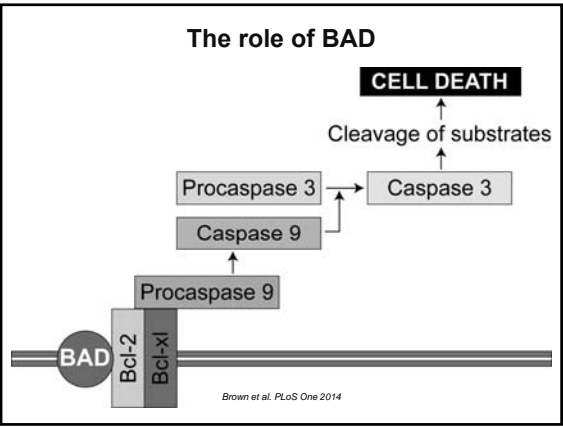 The role of BAD
CELL DEATH
Cleavage of substrates
Procaspase 3
Caspase 3
Caspase 9
Procaspase 9
BAD
Bcl-2
Bcl-xl
Brown et al. PLoS One 2014